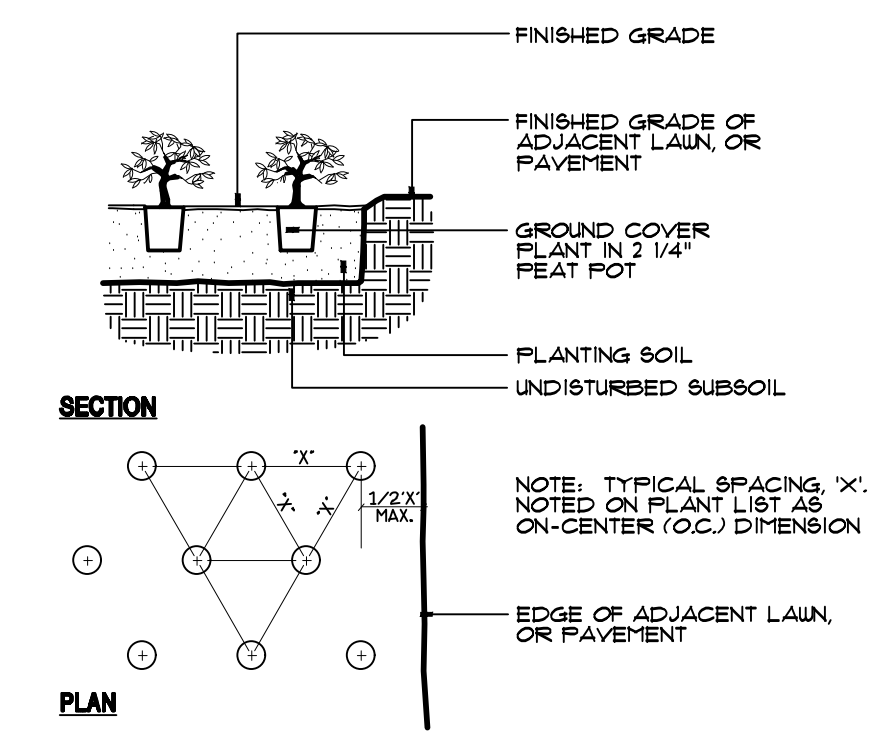 FINISHED GRADE
FINISHED GRADE OF
ADJACENT LAWN, OR
PAVEMENT
GROUND COVER
PLANT IN 2 1/4"
PEAT POT
PLANTING SOIL
UNDISTURBED SUBSOIL
SECTION
"X"
"X"
"X"
1/2'X'
MAX.
NOTE: TYPICAL SPACING, 'X'.
NOTED ON PLANT LIST AS
ON-CENTER (O.C.) DIMENSION
EDGE OF ADJACENT LAWN,
OR PAVEMENT
PLAN